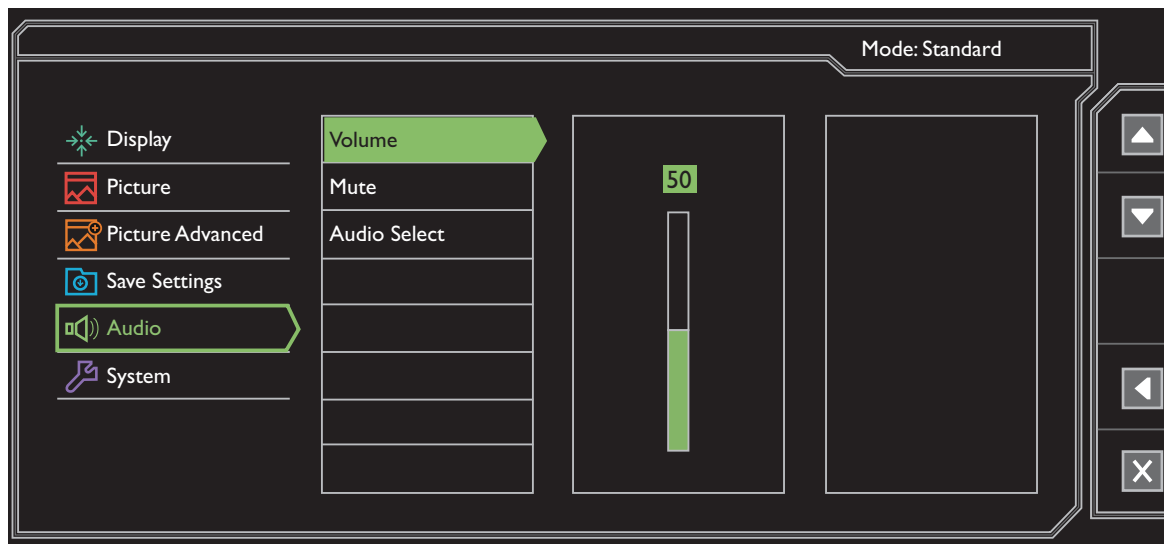 Mode: Standard
Display
Picture
Picture Advanced
Save Settings
Audio
System
Volume
Mute
Audio Select
50
X